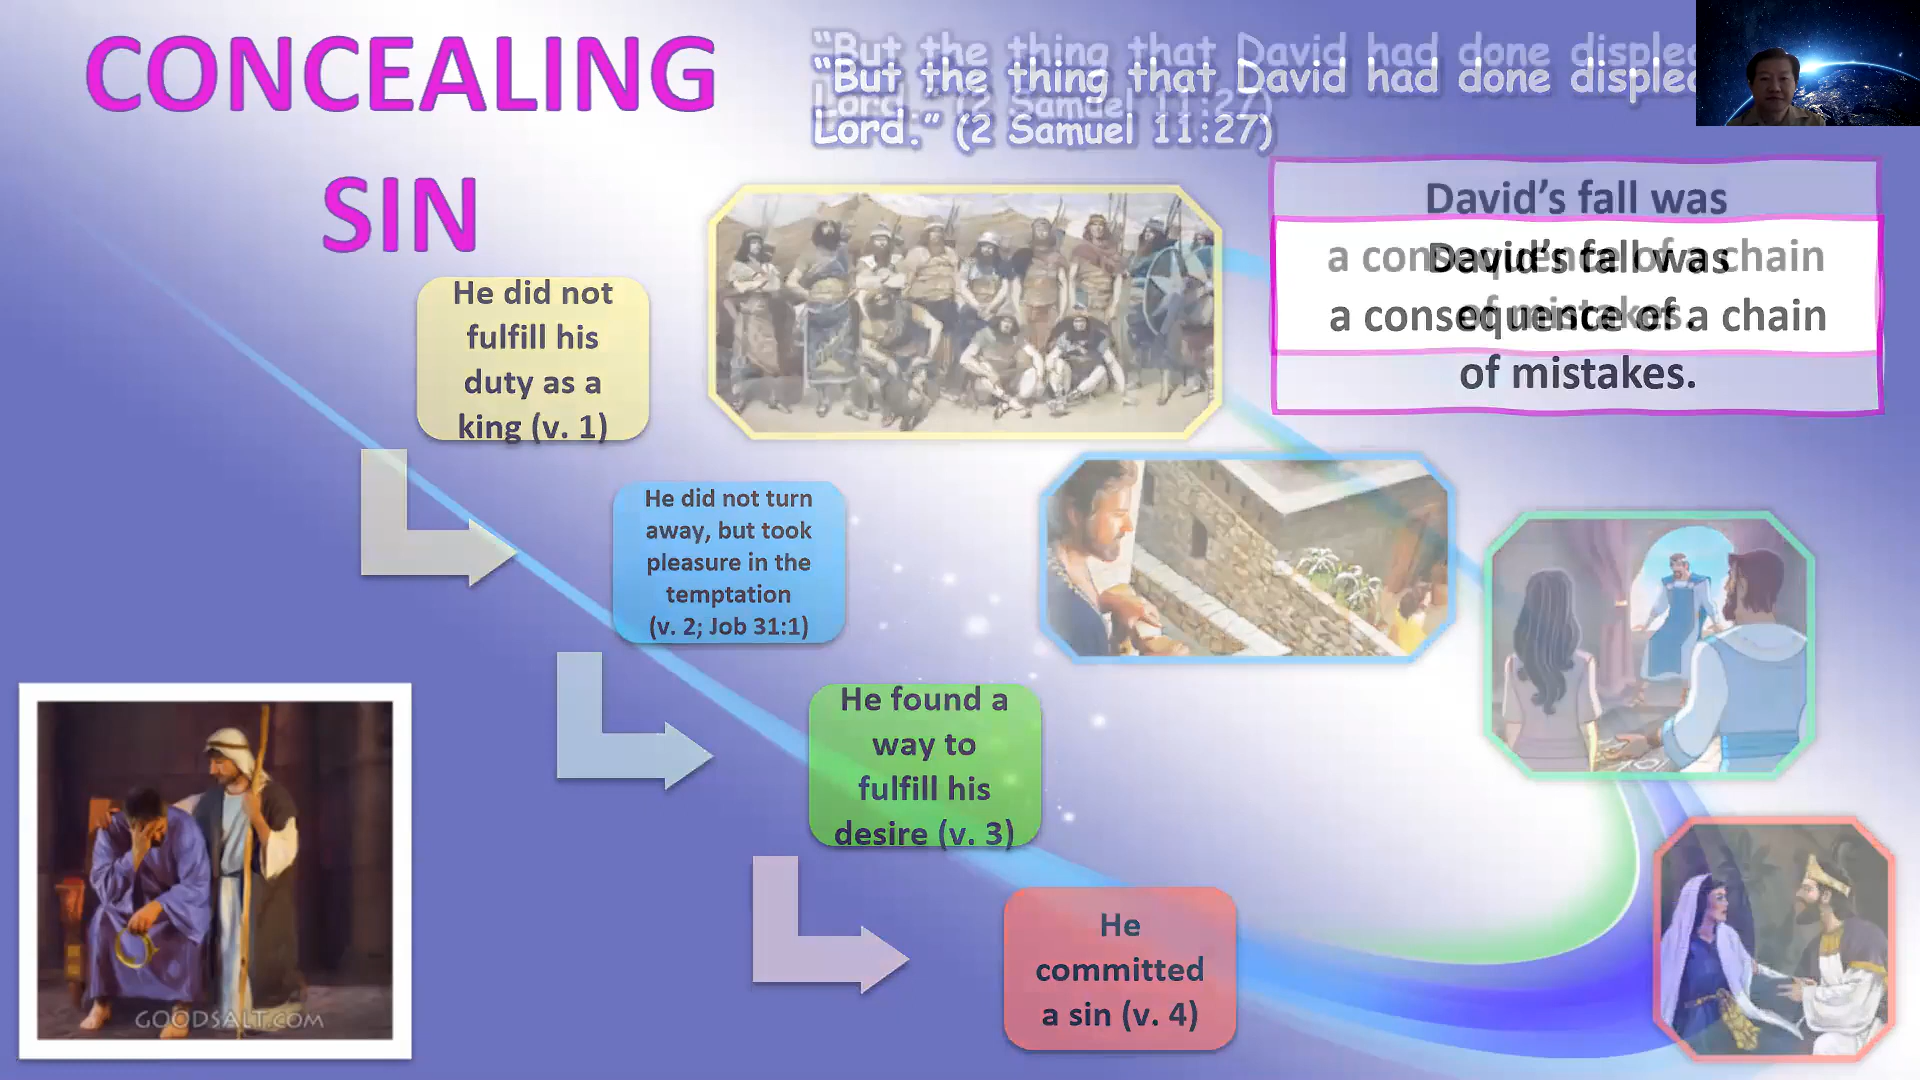 CONCEALING
SIN
"But the thing that David had done
Lord." (2 Samuel 11:27)
David's fall was
a consequence of a chain
of mistakes.
He did not
fulfill his
duty as a
king (v. 1)
He did not turn
away, but took
pleasure in the
temptation
(v. 2; Job 31:1)
He found a
way to
fulfill his
desire (v. 3)
He
committed
a sin (v. 4)
GOODSALT.COM